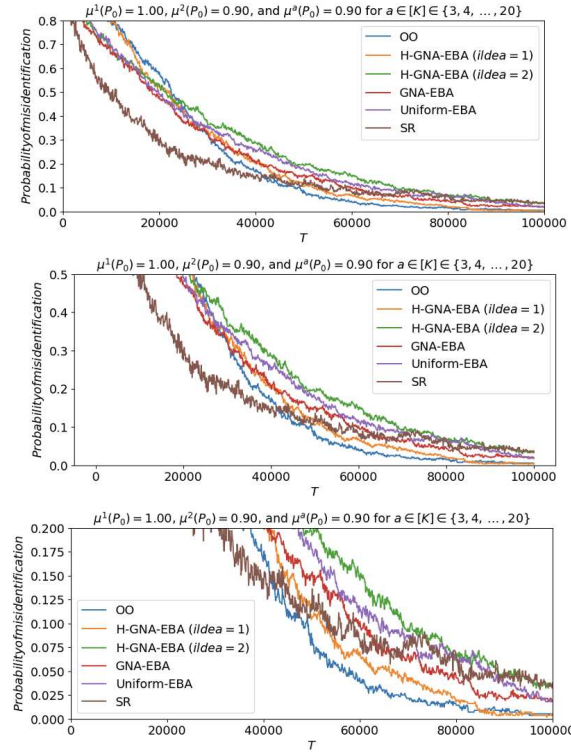 μ¹(P₀) = 1.00, μ²(P₀) = 0.90, and μᵃ(P₀) = 0.90 for a ∈ [K] ∈ {3, 4, …, 20}
0.8
0.7
0.6
0.5
0.4
0.3
0.2
0.1
0.0
Probabilityofmisidentification
OO
H-GNA-EBA (ildea = 1)
H-GNA-EBA (ildea = 2)
GNA-EBA
Uniform-EBA
SR
0 20000 40000 60000 80000 100000
T
μ¹(P₀) = 1.00, μ²(P₀) = 0.90, and μᵃ(P₀) = 0.90 for a ∈ [K] ∈ {3, 4, …, 20}
0.5
0.4
0.3
0.2
0.1
0.0
Probabilityofmisidentification
OO
H-GNA-EBA (ildea = 1)
H-GNA-EBA (ildea = 2)
GNA-EBA
Uniform-EBA
SR
0 20000 40000 60000 80000 100000
T
μ¹(P₀) = 1.00, μ²(P₀) = 0.90, and μᵃ(P₀) = 0.90 for a ∈ [K] ∈ {3, 4, …, 20}
0.200
0.175
0.150
0.125
0.100
0.075
0.050
0.025
0.000
Probabilityofmisidentification
OO
H-GNA-EBA (ildea = 1)
H-GNA-EBA (ildea = 2)
GNA-EBA
Uniform-EBA
SR
0 20000 40000 60000 80000 100000
T